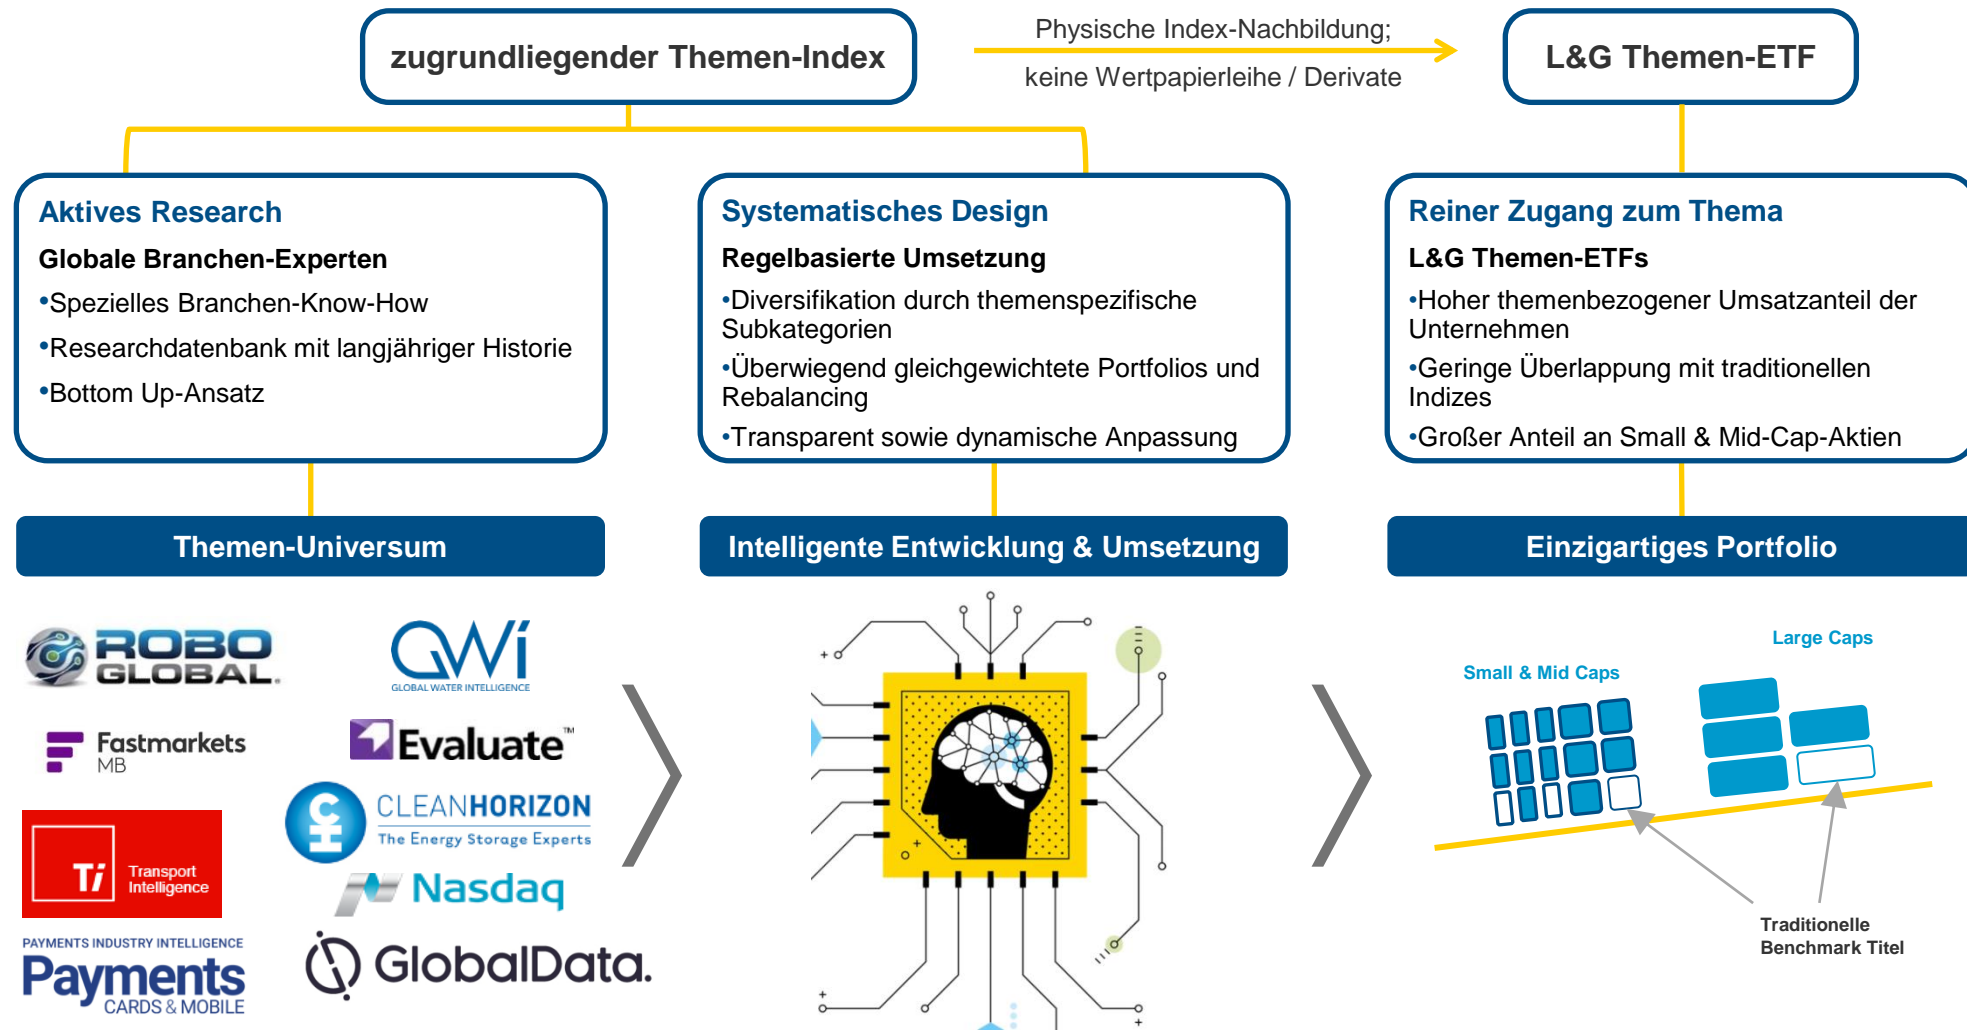 zugrundliegender Themen-Index
Physische Index-Nachbildung;
keine Wertpapierleihe / Derivate
L&G Themen-ETF
Aktives Research
Globale Branchen-Experten
•Spezielles Branchen-Know-How
•Researchdatenbank mit langjähriger Historie
•Bottom Up-Ansatz
Systematisches Design
Regelbasierte Umsetzung
•Diversifikation durch themenspezifische
Subkategorien
•Überwiegend gleichgewichtete Portfolios und
Rebalancing
•Transparent sowie dynamische Anpassung
Reiner Zugang zum Thema
L&G Themen-ETFs
•Hoher themenbezogener Umsatzanteil der
Unternehmen
•Geringe Überlappung mit traditionellen
Indizes
•Großer Anteil an Small & Mid-Cap-Aktien
Themen-Universum
Intelligente Entwicklung & Umsetzung
Einzigartiges Portfolio
ROBO
GLOBAL.
GWI
GLOBAL WATER INTELLIGENCE
Fastmarkets
MB
Evaluate™
CLEANHORIZON
The Energy Storage Experts
Ti
Transport
Intelligence
Nasdaq
PAYMENTS INDUSTRY INTELLIGENCE
Payments
CARDS & MOBILE
GlobalData.
Large Caps
Small & Mid Caps
Traditionelle
Benchmark Titel